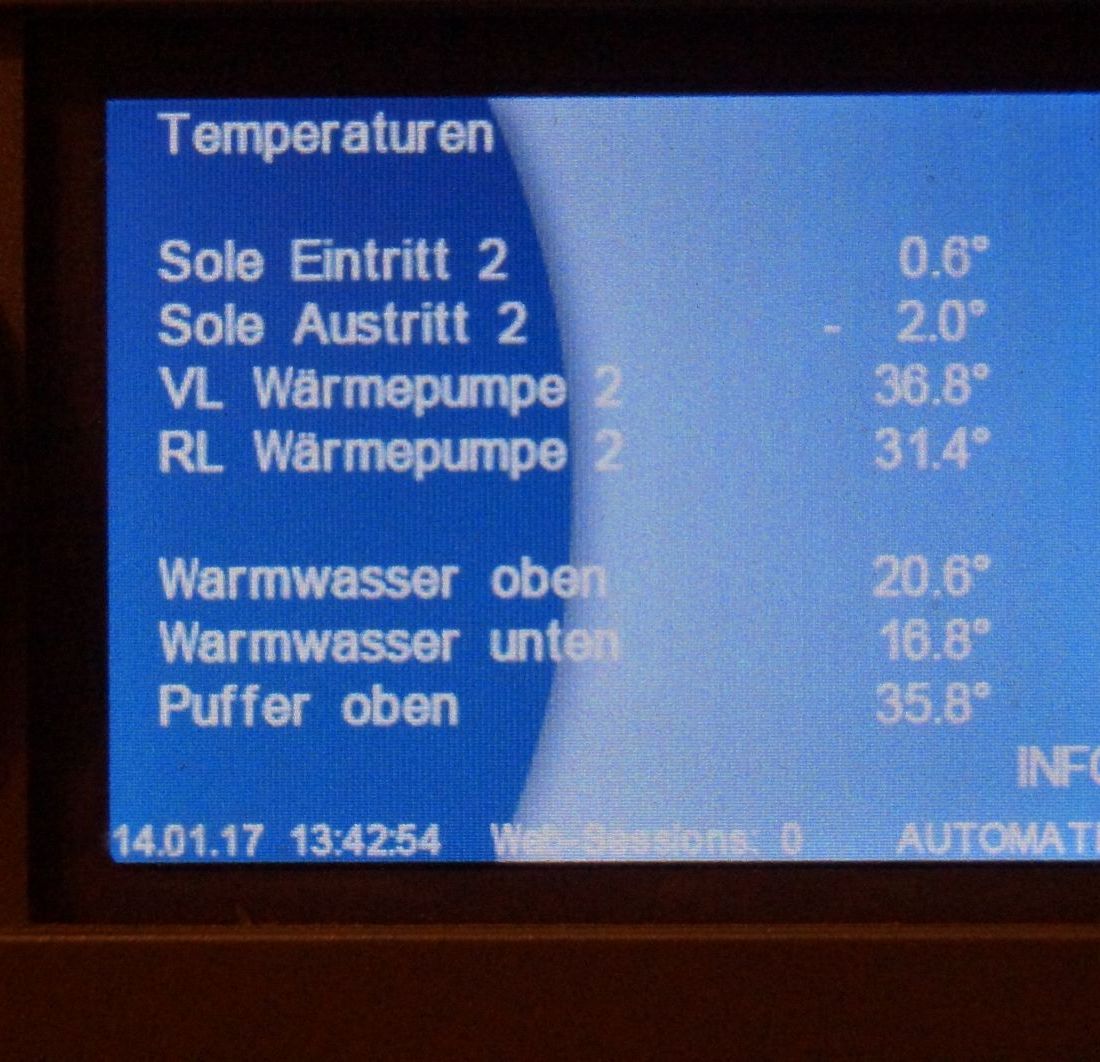 Temperaturen
Sole Eintritt 2 0.6°
Sole Austritt 2 - 2.0°
VL Wärmepumpe 2 36.8°
RL Wärmepumpe 2 31.4°
Warmwasser oben 20.6°
Warmwasser unten 16.8°
Puffer oben 35.8°
INFO
14.01.17 13:42:54 Web-Sessions: 0 AUTOMATI